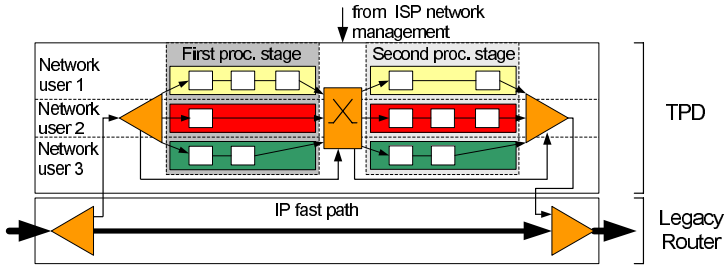 from ISP network
management
First proc. stage
Second proc. stage
Network
user 1
Network
user 2
Network
user 3
TPD
IP fast path
Legacy
Router